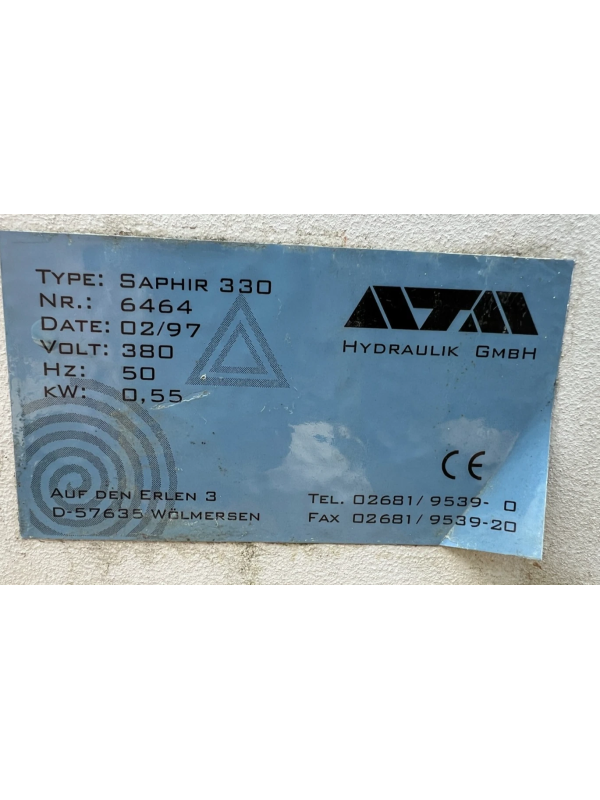 Type: Saphir 330
Nr.: 6464
Date: 02/97
Volt: 380
Hz: 50
kW: 0,55
ATM
Hydraulik GmbH
CE
Auf den Erlen 3
D-57635 Wölmersen
Tel. 02681/9539- 0
Fax 02681/9539-20